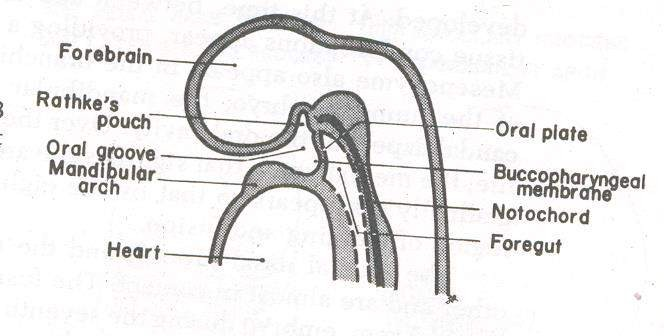 Forebrain
Rathke's
pouch
Oral groove
Mandibular
arch
Heart
Oral plate
Buccopharyngeal
membrane
Notochord
Foregut